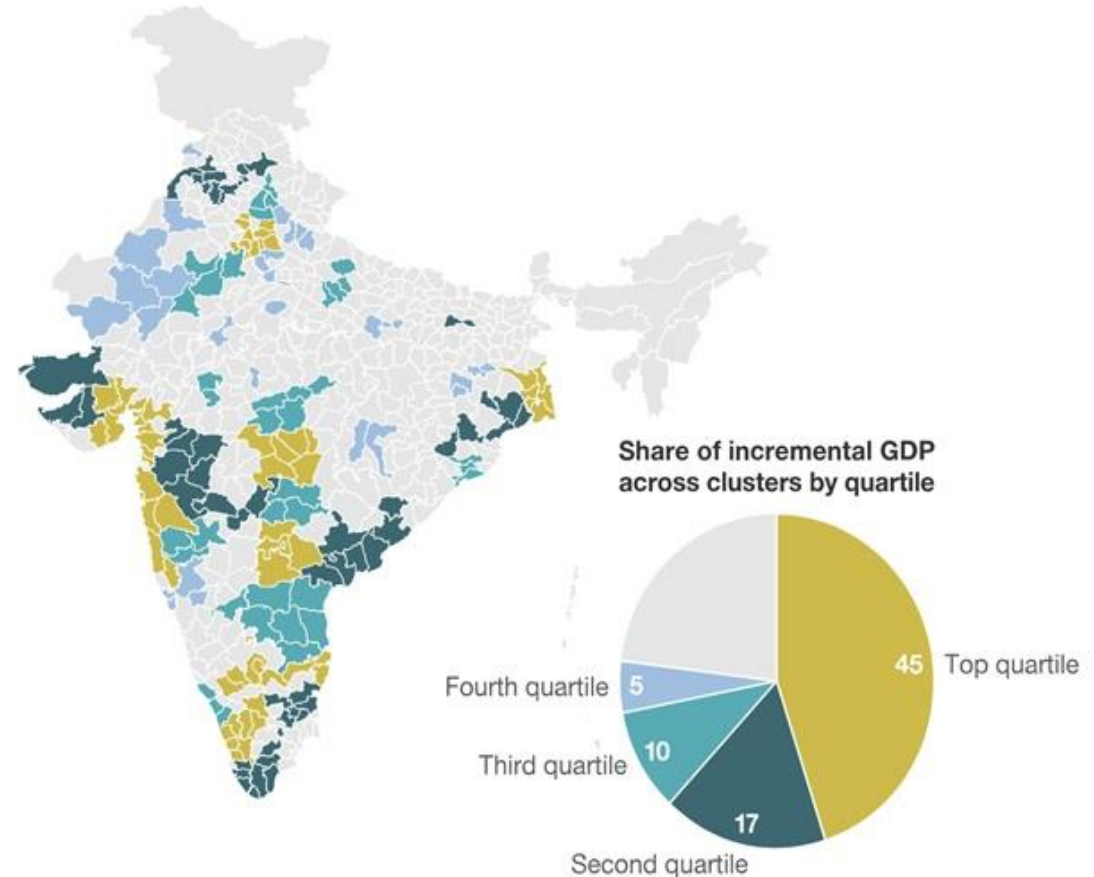 Share of incremental GDP
across clusters by quartile
45
Top quartile
Fourth quartile
5
10
Third quartile
17
Second quartile